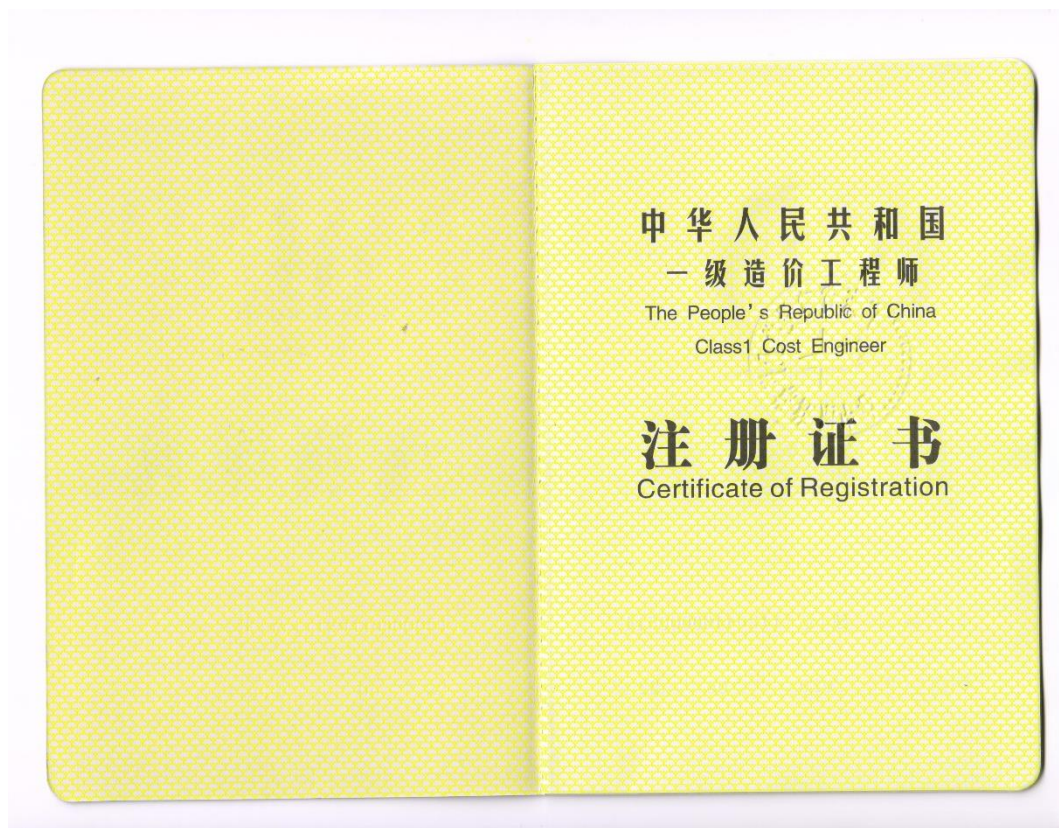 中华人民共和国
一级造价工程师
The People's Republic of China
Class1 Cost Engineer
注册证书
Certificate of Registration